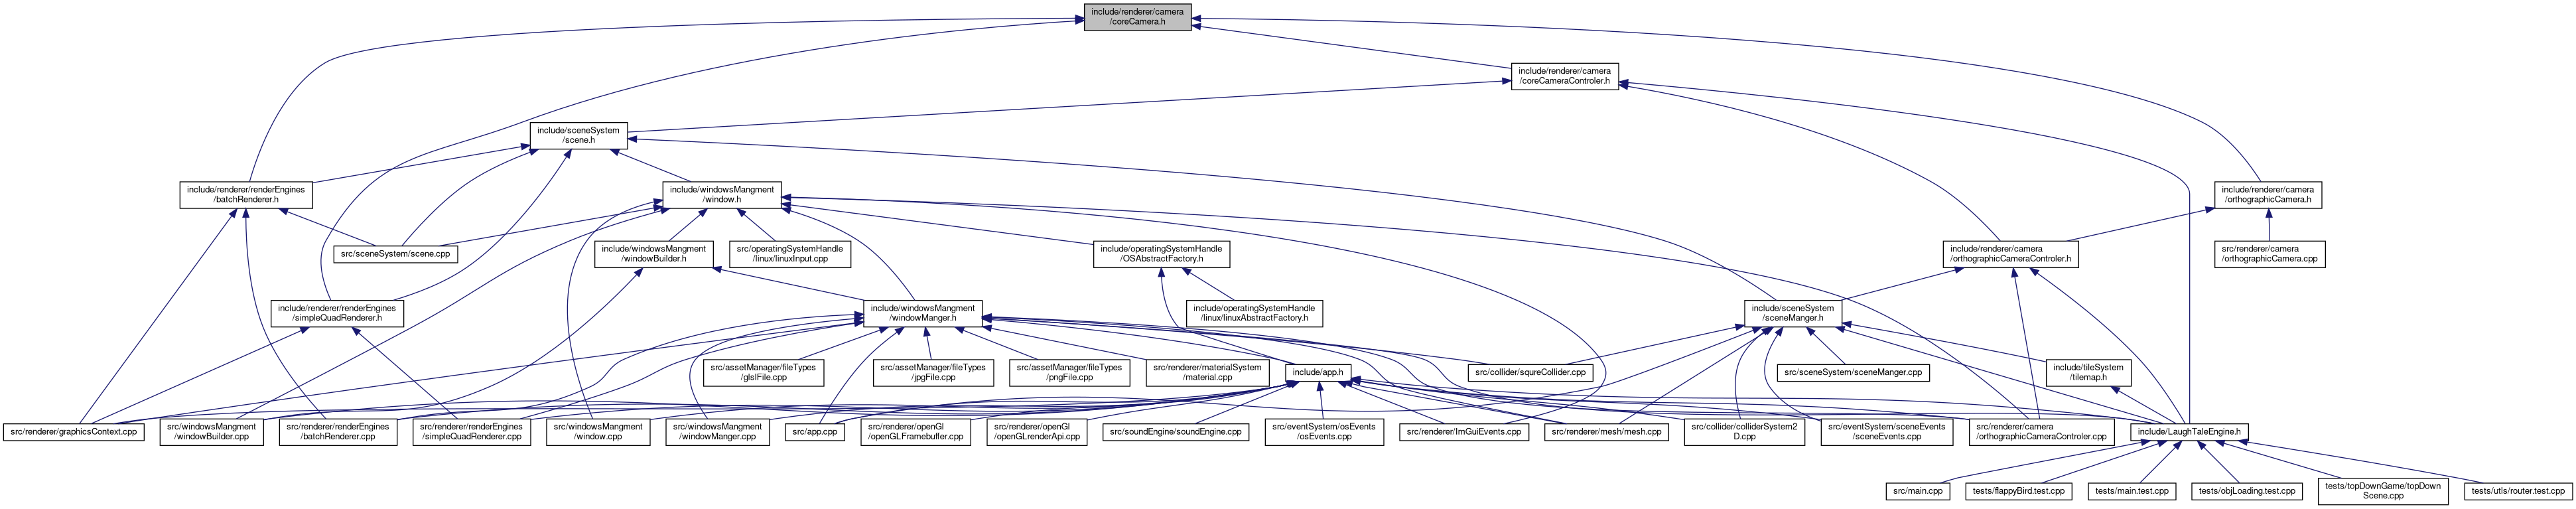 include/renderer/camera
/coreCamera.h
include/renderer/camera
/coreCameraControler.h
include/sceneSystem
/scene.h
include/renderer/renderEngines
/batchRenderer.h
include/windowsMangment
/window.h
include/renderer/camera
/orthographicCamera.h
src/sceneSystem/scene.cpp
include/windowsMangment
/windowBuilder.h
src/operatingSystemHandle
/linux/linuxInput.cpp
include/operatingSystemHandle
/OSAbstractFactory.h
include/renderer/camera
/orthographicCameraControler.h
src/renderer/camera
/orthographicCamera.cpp
include/renderer/renderEngines
/simpleQuadRenderer.h
include/windowsMangment
/windowManger.h
include/operatingSystemHandle
/linux/linuxAbstractFactory.h
include/sceneSystem
/sceneManger.h
src/assetManager/fileTypes
/glslFile.cpp
src/assetManager/fileTypes
/jpgFile.cpp
src/assetManager/fileTypes
/pngFile.cpp
src/renderer/materialSystem
/material.cpp
include/app.h
src/collider/squreCollider.cpp
src/sceneSystem/sceneManger.cpp
include/tileSystem
/tilemap.h
src/renderer/graphicsContext.cpp
src/windowsMangment
/windowBuilder.cpp
src/renderer/renderEngines
/batchRenderer.cpp
src/renderer/renderEngines
/simpleQuadRenderer.cpp
src/windowsMangment
/window.cpp
src/windowsMangment
/windowManger.cpp
src/app.cpp
src/renderer/openGl
/openGLFramebuffer.cpp
src/renderer/openGl
/openGLrenderApi.cpp
src/soundEngine/soundEngine.cpp
src/eventSystem/osEvents
/osEvents.cpp
src/renderer/ImGuiEvents.cpp
src/renderer/mesh/mesh.cpp
src/collider/colliderSystem2
D.cpp
src/eventSystem/sceneEvents
/sceneEvents.cpp
src/renderer/camera
/orthographicCameraControler.cpp
include/LaughTaleEngine.h
src/main.cpp
tests/flappyBird.test.cpp
tests/main.test.cpp
tests/objLoading.test.cpp
tests/topDownGame/topDown
Scene.cpp
tests/utls/router.test.cpp